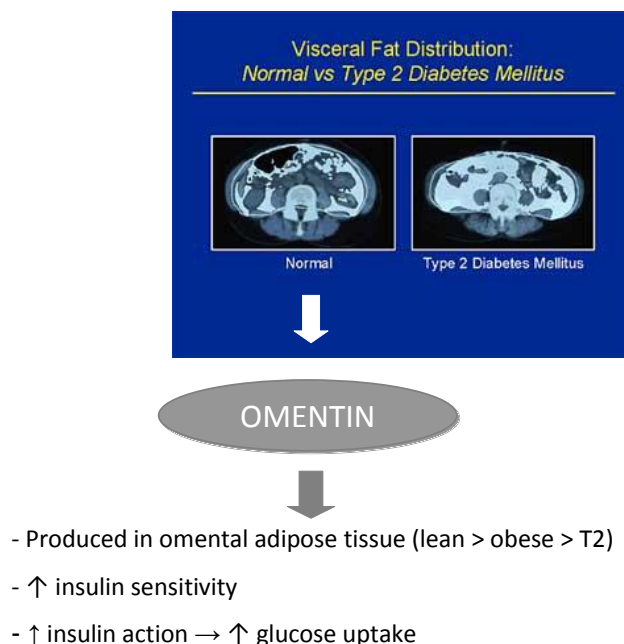 Visceral Fat Distribution:
Normal vs Type 2 Diabetes Mellitus
Normal
Type 2 Diabetes Mellitus
OMENTIN
- Produced in omental adipose tissue (lean > obese > T2)
- ↑ insulin sensitivity
- ↑ insulin action → ↑ glucose uptake